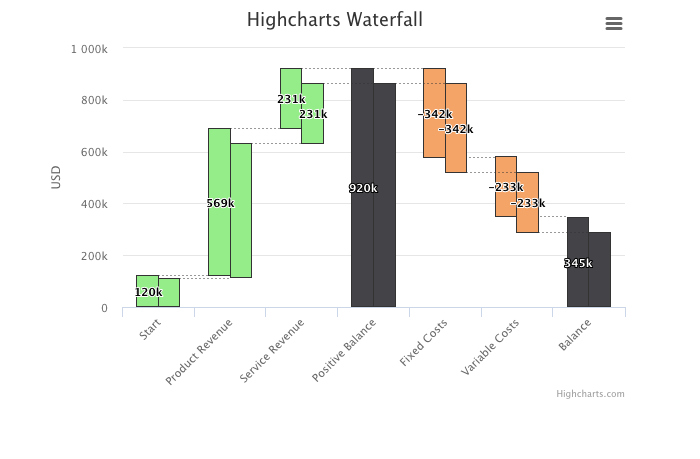 Highcharts Waterfall
USD
1 000k
800k
600k
400k
200k
0
120k
569k
231k
231k
920k
−342k
−342k
−233k
−233k
345k
Start
Product Revenue
Service Revenue
Positive Balance
Fixed Costs
Variable Costs
Balance
Highcharts.com